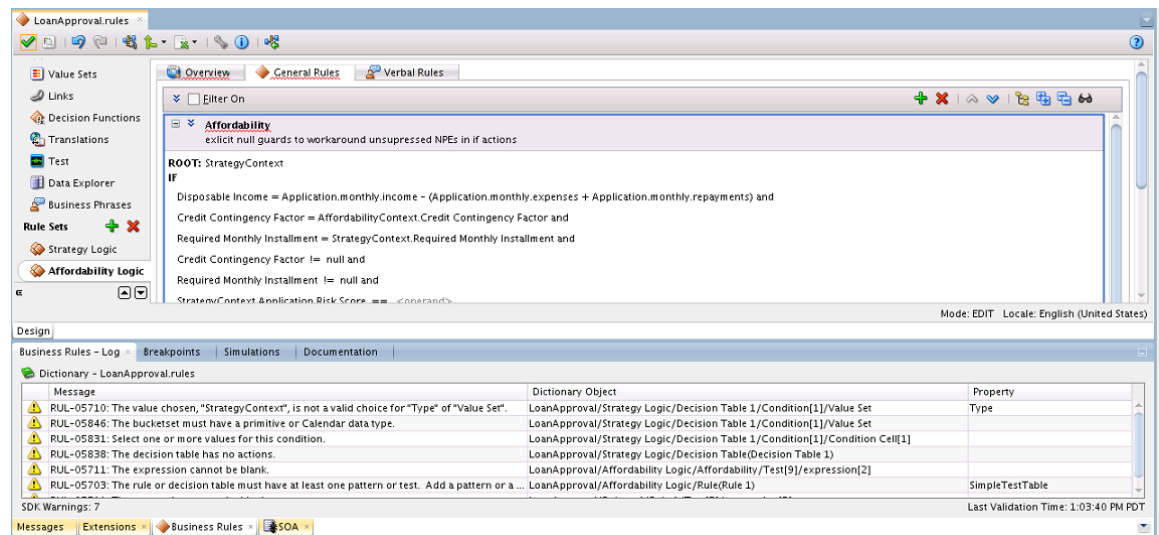 LoanApproval.rules
Value Sets
Links
Decision Functions
Translations
Test
Data Explorer
Business Phrases
Rule Sets
Strategy Logic
Affordability Logic
Overview General Rules Verbal Rules
Filter On
Affordability
exlicit null guards to workaround unsupressed NPEs in if actions
ROOT: StrategyContext
IF
Disposable Income = Application.monthly.income - (Application.monthly.expenses + Application.monthly.repayments) and
Credit Contingency Factor = AffordabilityContext.Credit Contingency Factor and
Required Monthly Installment = StrategyContext.Required Monthly Installment and
Credit Contingency Factor != null and
Required Monthly Installment != null and
StrategyContext.Application Risk Score == <operand>
Mode: EDIT Locale: English (United States)
Design
Business Rules - Log Breakpoints Simulations Documentation
Dictionary - LoanApproval.rules
Message Dictionary Object Property
RUL-05710: The value chosen, "StrategyContext", is not a valid choice for "Type" of "Value Set". LoanApproval/Strategy Logic/Decision Table 1/Condition[1]/Value Set Type
RUL-05846: The bucketset must have a primitive or Calendar data type. LoanApproval/Strategy Logic/Decision Table 1/Condition[1]/Value Set
RUL-05831: Select one or more values for this condition. LoanApproval/Strategy Logic/Decision Table 1/Condition[1]/Condition Cell[1]
RUL-05838: The decision table has no actions. LoanApproval/Strategy Logic/Decision Table(Decision Table 1)
RUL-05711: The expression cannot be blank. LoanApproval/Affordability Logic/Affordability/Test[9]/expression[2]
RUL-05703: The rule or decision table must have at least one pattern or test. Add a pattern or a ... LoanApproval/Affordability Logic/Rule(Rule 1) SimpleTestTable
SDK Warnings: 7 Last Validation Time: 1:03:40 PM PDT
Messages Extensions Business Rules SOA